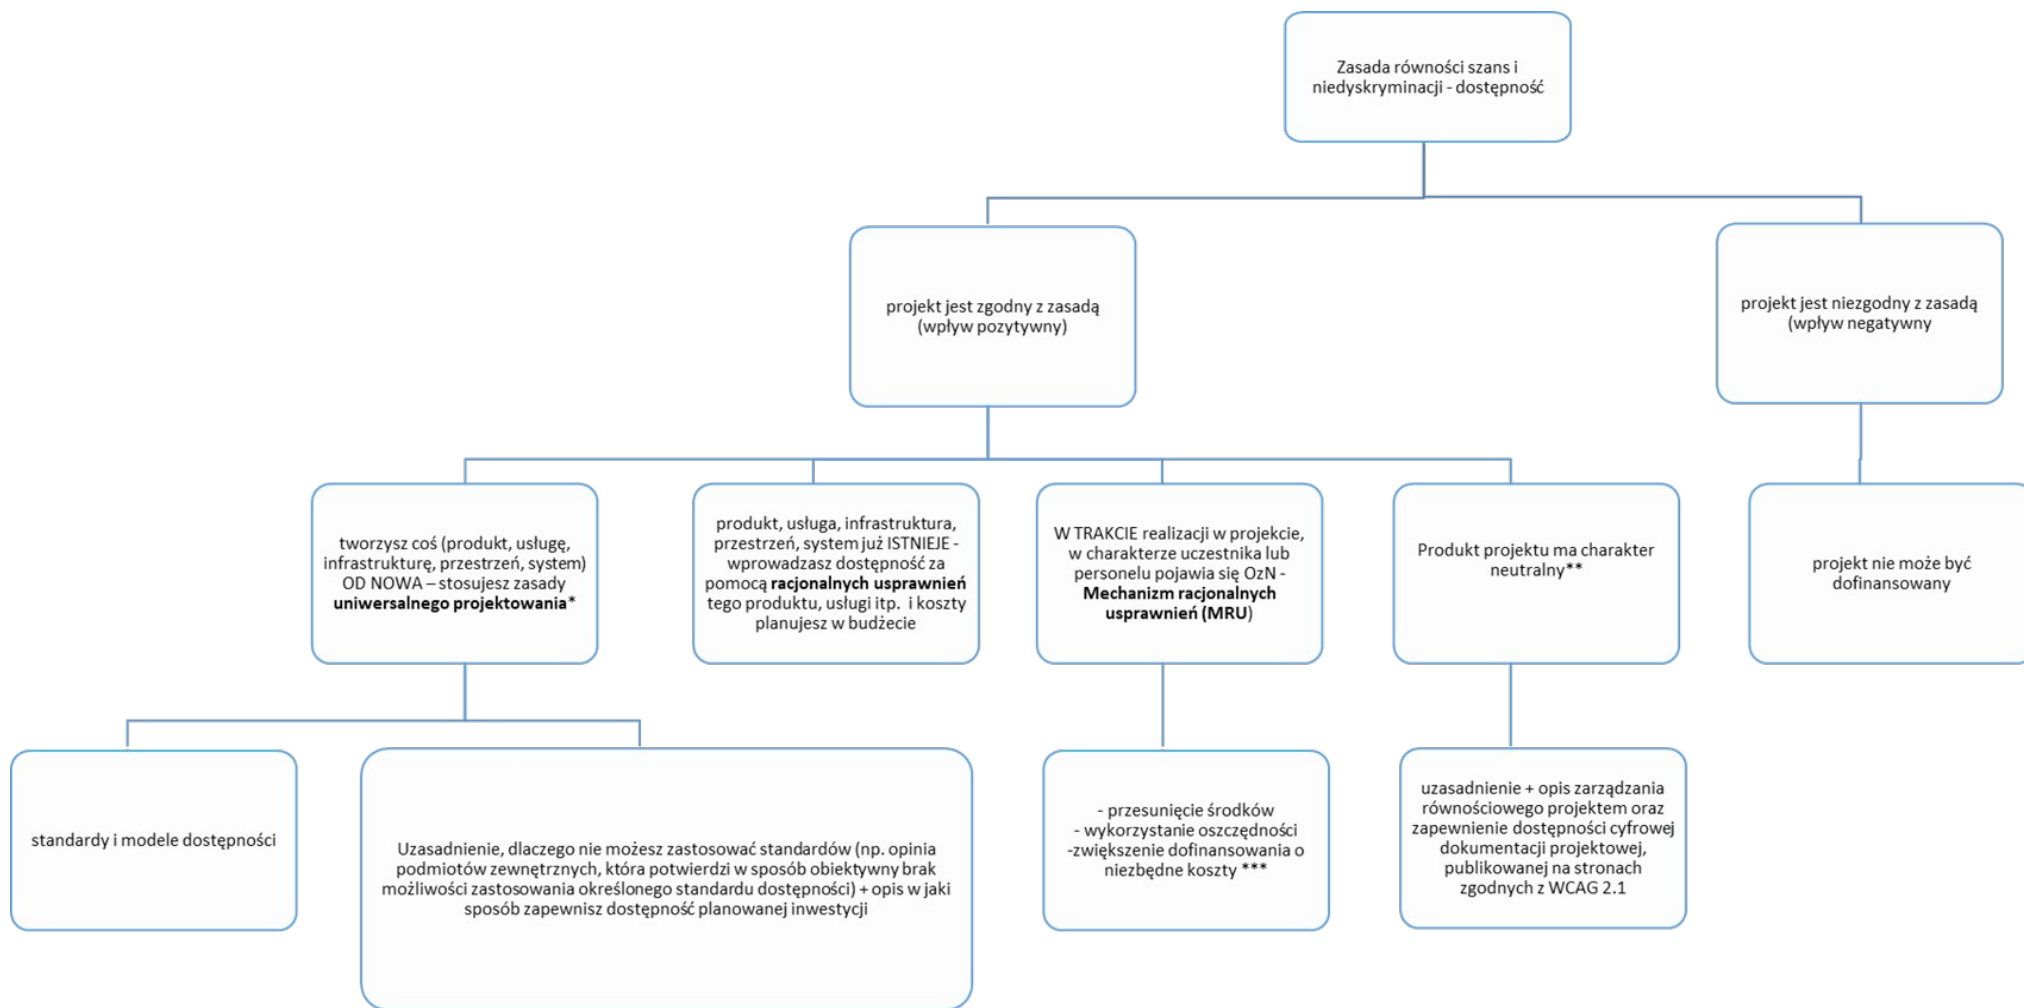 Zasada równości szans i
niedyskryminacji - dostępność
projekt jest zgodny z zasadą
(wpływ pozytywny)
projekt jest niezgodny z zasadą
(wpływ negatywny
tworzysz coś (produkt, usługę,
infrastrukturę, przestrzeń, system)
OD NOWA – stosujesz zasady
uniwersalnego projektowania*
produkt, usługa, infrastruktura,
przestrzeń, system już ISTNIEJE -
wprowadzasz dostępność za
pomocą racjonalnych usprawnień
tego produktu, usługi itp. i koszty
planujesz w budżecie
W TRAKCIE realizacji w projekcie,
w charakterze uczestnika lub
personelu pojawia się OzN -
Mechanizm racjonalnych
usprawnień (MRU)
Produkt projektu ma charakter
neutralny**
projekt nie może być
dofinansowany
standardy i modele dostępności
Uzasadnienie, dlaczego nie możesz zastosować standardów (np. opinia
podmiotów zewnętrznych, która potwierdzi w sposób obiektywny brak
możliwości zastosowania określonego standardu dostępności) + opis w jaki
sposób zapewnisz dostępność planowanej inwestycji
- przesunięcie środków
- wykorzystanie oszczędności
-zwiększenie dofinansowania o
niezbędne koszty ***
uzasadnienie + opis zarządzania
równościowego projektem oraz
zapewnienie dostępności cyfrowej
dokumentacji projektowej,
publikowanej na stronach
zgodnych z WCAG 2.1